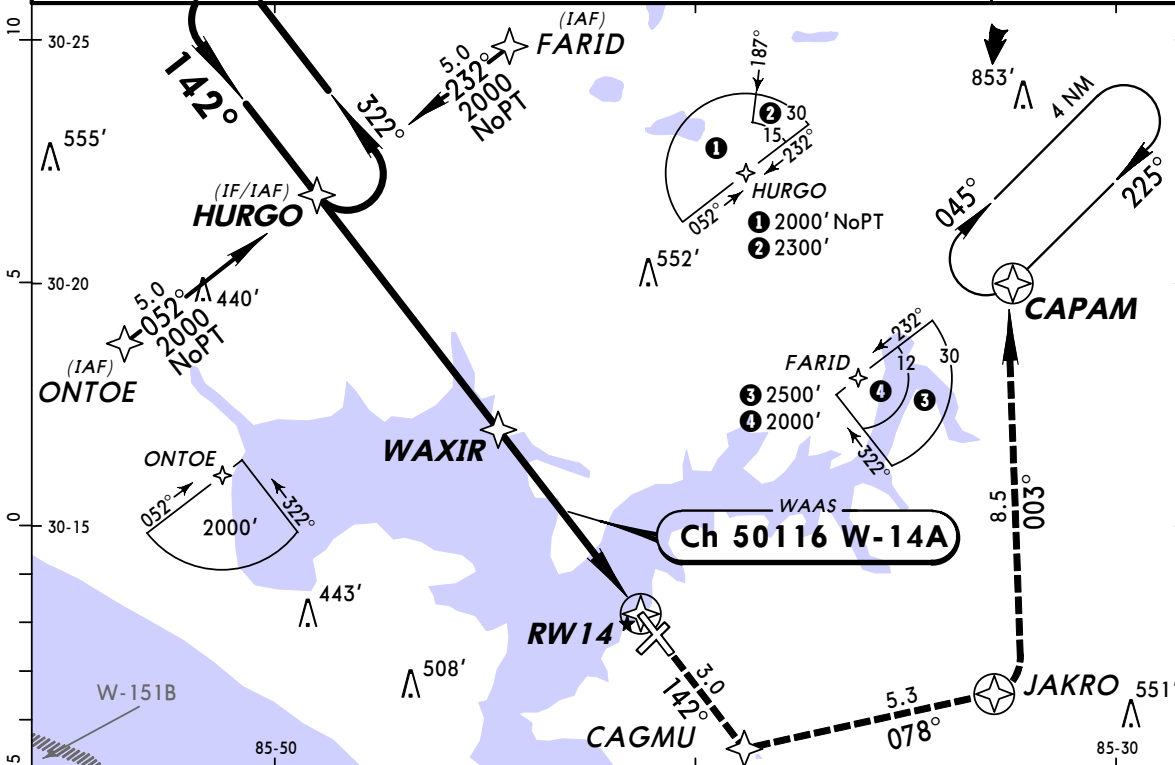 10
30-25
(IAF)
FARID
5.0
232°
2000
NoPT
142°
322°
555'
853'
4 NM
045°
225°
187°
2
30
15
232°
1
HURGO
052°
1 2000' NoPT
2 2300'
(IF/IAF)
HURGO
552'
5
30-20
5.0
052°
2000
NoPT
440'
(IAF)
ONTOE
CAPAM
232°
FARID
12
30
3 2500'
4 2000'
4
3
322°
WAXIR
ONTOE
052°
322°
2000'
WAAS
Ch 50116 W-14A
0
30-15
8.5
003°
443'
RW14
508'
3.0
142°
W-151B
JAKRO
551'
5.3
078°
CAGMU
5
85-50
85-30